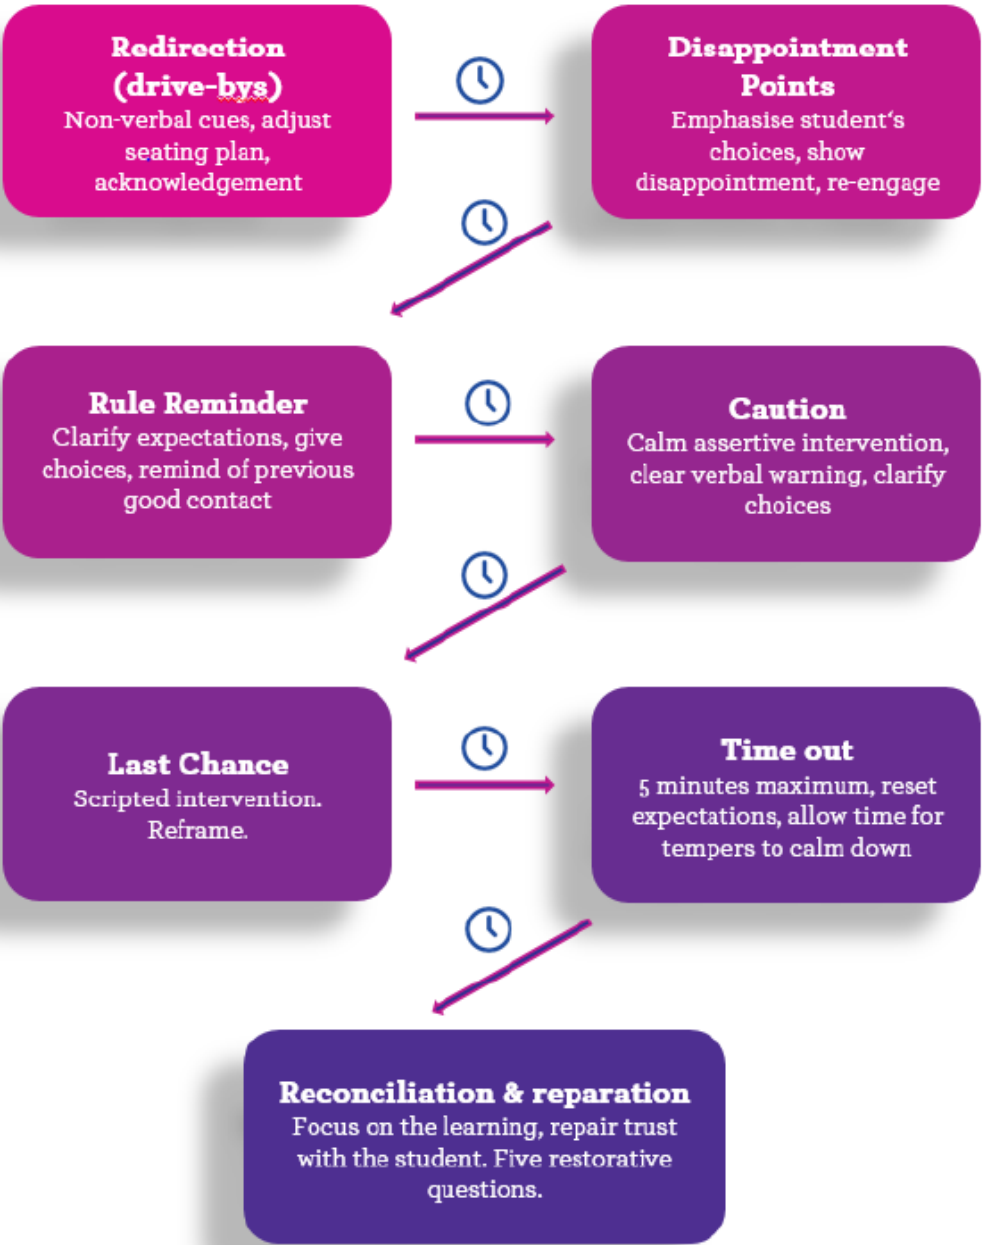 Redirection
(drive-bys)
Non-verbal cues, adjust
seating plan,
acknowledgement
Disappointment
Points
Emphasise student's
choices, show
disappointment, re-engage
Rule Reminder
Clarify expectations, give
choices, remind of previous
good contact
Caution
Calm assertive intervention,
clear verbal warning, clarify
choices
Last Chance
Scripted intervention.
Reframe.
Time out
5 minutes maximum, reset
expectations, allow time for
tempers to calm down
Reconciliation & reparation
Focus on the learning, repair trust
with the student. Five restorative
questions.